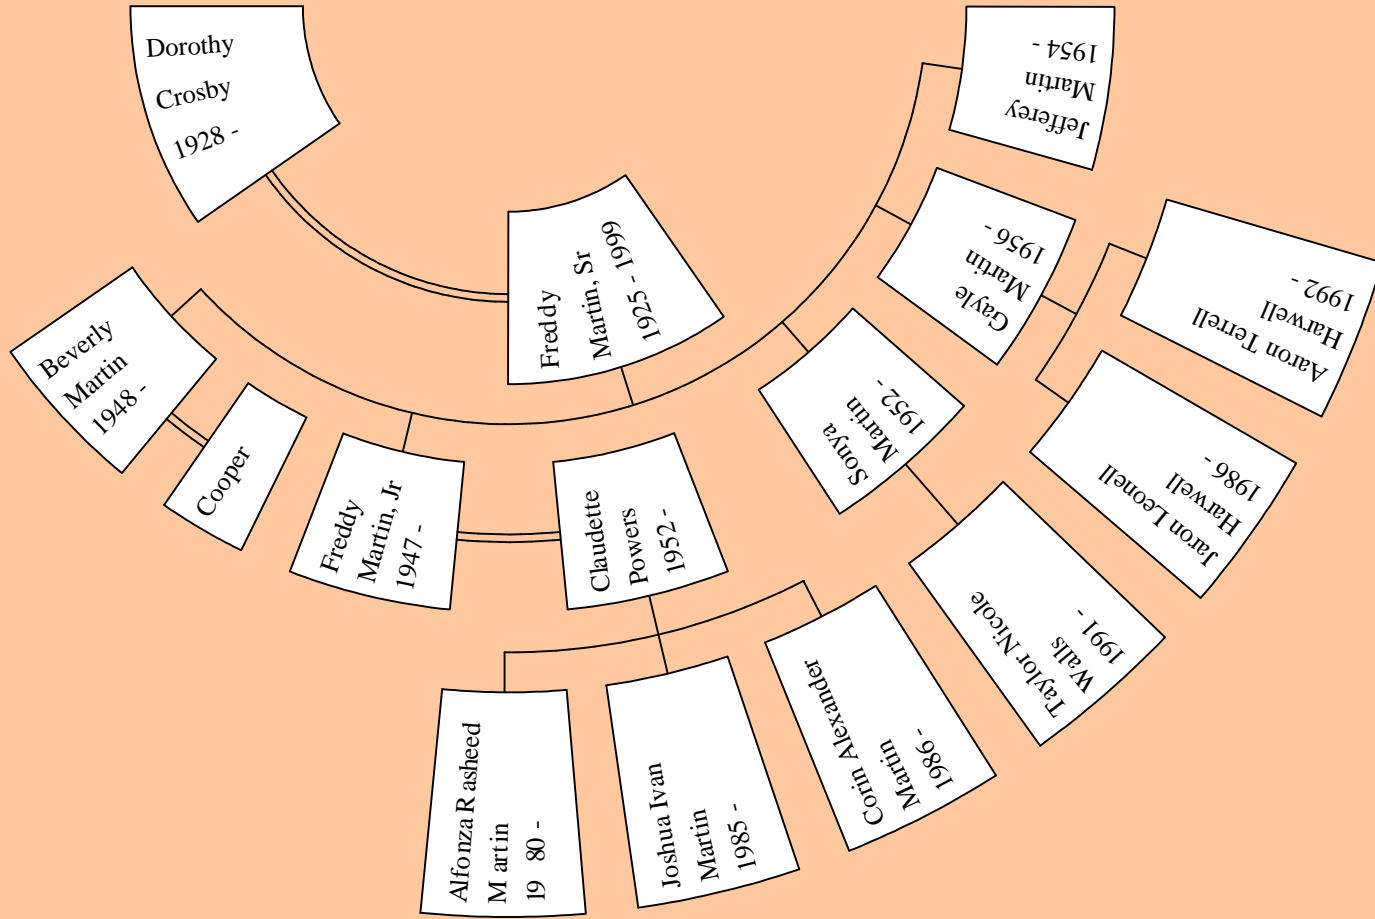 Dorothy
Crosby
1928 -
Freddy
Martin, Sr
1925 - 1999
Beverly
Martin
1948 -
Cooper
Freddy
Martin, Jr
1947 -
Claudette
Powers
1952 -
Sonya
Martin
1952 -
Gayle
Martin
1956 -
Jefferey
Martin
1954 -
Alfonza Rasheed
Martin
1980 -
Joshua Ivan
Martin
1985 -
Corin Alexander
Martin
1986 -
Taylor Nicole
Walls
1991 -
Jaron Leonell
Harwell
1986 -
Aaron Terrell
Harwell
1992 -